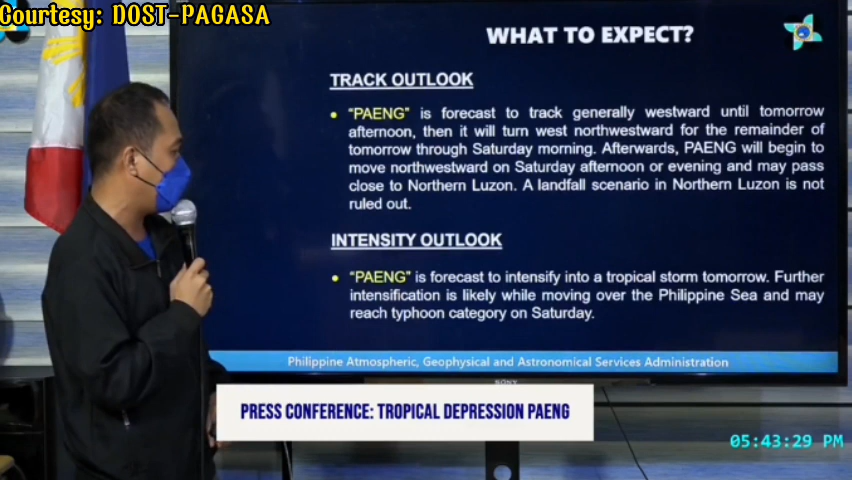 Courtesy: DOST-PAGASA
WHAT TO EXPECT?
TRACK OUTLOOK
• "PAENG" is forecast to track generally westward until tomorrow
afternoon, then it will turn west northwestward for the remainder of
tomorrow through Saturday morning. Afterwards, PAENG will begin to
move northwestward on Saturday afternoon or evening and may pass
close to Northern Luzon. A landfall scenario in Northern Luzon is not
ruled out.
INTENSITY OUTLOOK
• "PAENG" is forecast to intensify into a tropical storm tomorrow. Further
intensification is likely while moving over the Philippine Sea and may
reach typhoon category on Saturday.
Philippine Atmospheric, Geophysical and Astronomical Services Administration
SONY
PRESS CONFERENCE: TROPICAL DEPRESSION PAENG
05:43:29 PM